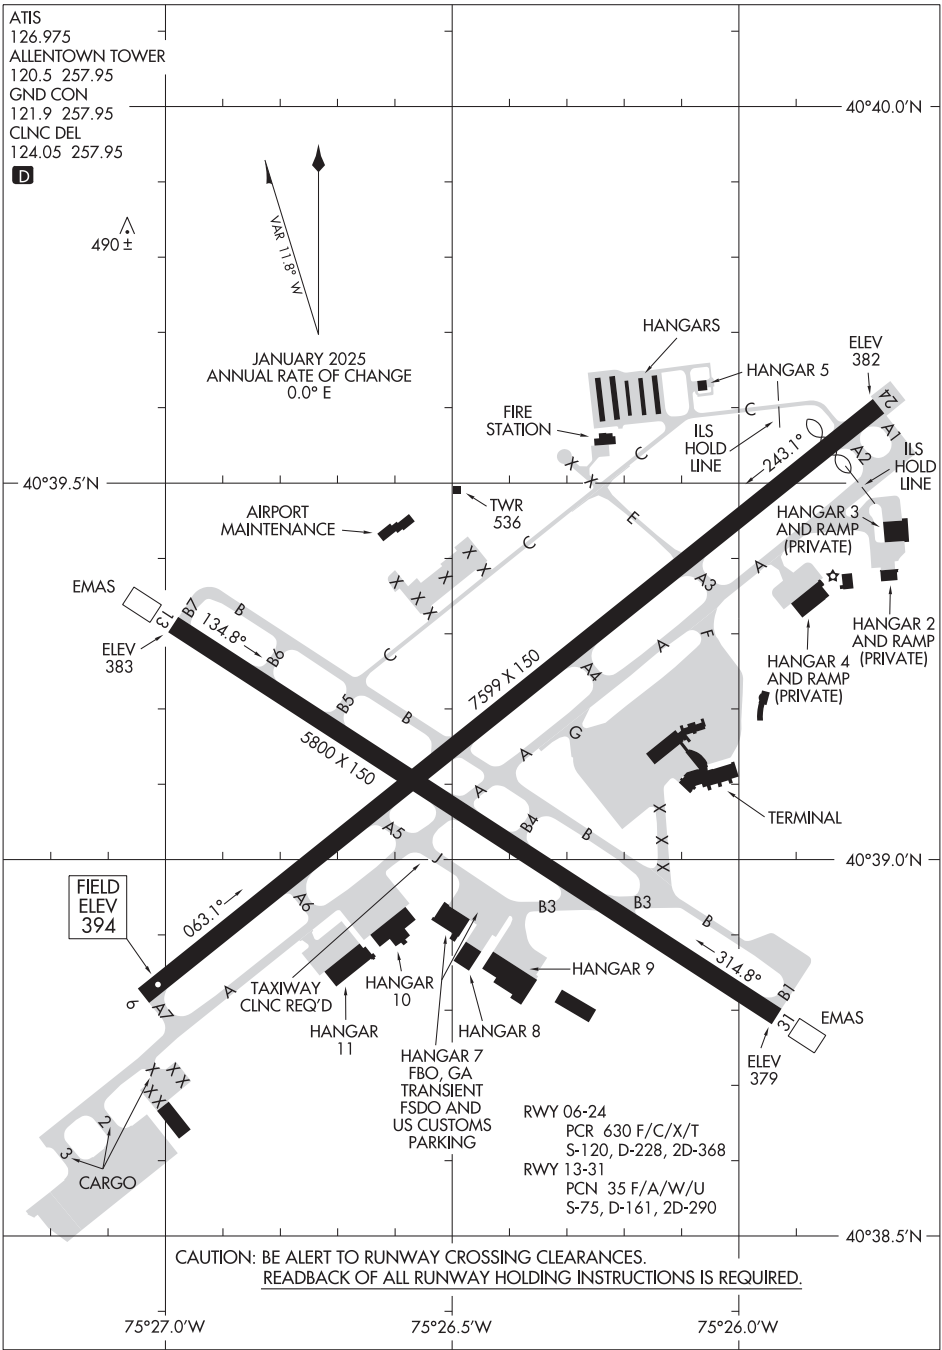 ATIS
126.975
ALLENTOWN TOWER
120.5 257.95
GND CON
121.9 257.95
CLNC DEL
124.05 257.95
D
40°40.0'N
490 ±
VAR 11.8° W
JANUARY 2025
ANNUAL RATE OF CHANGE
0.0° E
HANGARS
HANGAR 5
ELEV
382
24
A1
C
FIRE
STATION
ILS
HOLD
LINE
A2
ILS
HOLD
LINE
243.1°
C
X
X
40°39.5'N
TWR
536
AIRPORT
MAINTENANCE
HANGAR 3
AND RAMP
(PRIVATE)
E
C
X
X
X
X
X
X
A3
A
EMAS
B7
B
13
134.8°
ELEV
383
B6
C
F
A
HANGAR 2
AND RAMP
(PRIVATE)
HANGAR 4
AND RAMP
(PRIVATE)
A4
7599 X 150
B5
B
G
A
5800 X 150
A
TERMINAL
X
X
X
A5
B4
B
J
40°39.0'N
FIELD
ELEV
394
063.1°
A6
B3
B3
B
314.8°
HANGAR 9
TAXIWAY
CLNC REQ'D
HANGAR
10
HANGAR
11
HANGAR 8
A
6
A7
B1
31
EMAS
ELEV
379
HANGAR 7
FBO, GA
TRANSIENT
FSDO AND
US CUSTOMS
PARKING
X
X
X
X
X
2
3
CARGO
RWY 06-24
PCR 630 F/C/X/T
S-120, D-228, 2D-368
RWY 13-31
PCN 35 F/A/W/U
S-75, D-161, 2D-290
40°38.5'N
CAUTION: BE ALERT TO RUNWAY CROSSING CLEARANCES.
READBACK OF ALL RUNWAY HOLDING INSTRUCTIONS IS REQUIRED.
75°27.0'W
75°26.5'W
75°26.0'W